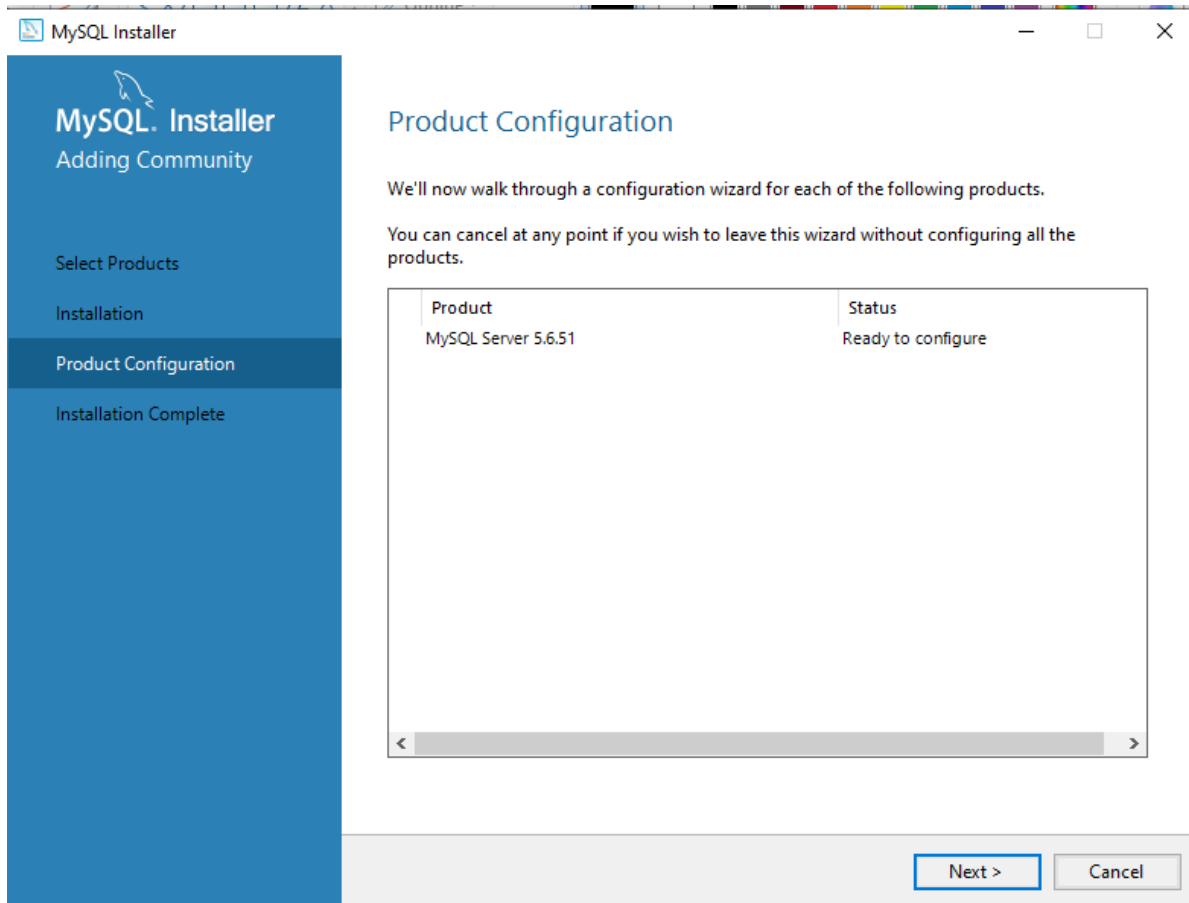 MySQL Installer
MySQL. Installer
Adding Community
Select Products
Installation
Product Configuration
Installation Complete
Product Configuration
We'll now walk through a configuration wizard for each of the following products.
You can cancel at any point if you wish to leave this wizard without configuring all the
products.
Product Status
MySQL Server 5.6.51 Ready to configure
Next >
Cancel